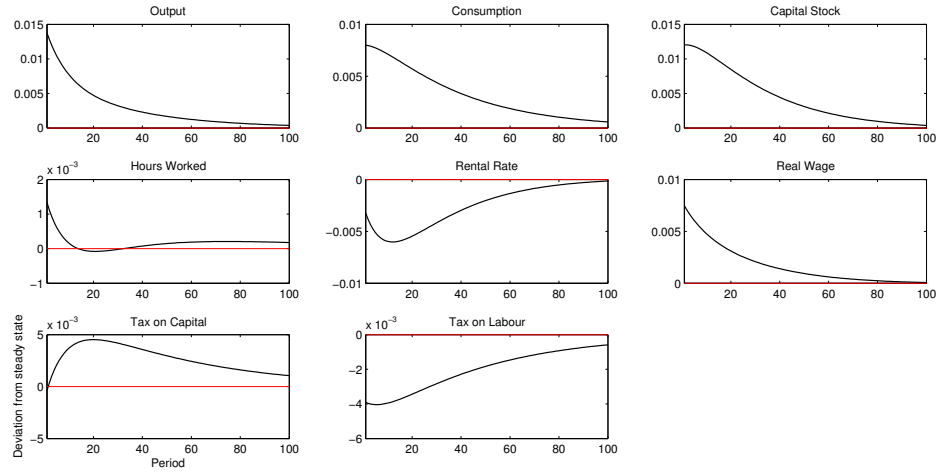 Output
0.015
0.01
0.005
0
20 40 60 80 100
Consumption
0.01
0.005
0
20 40 60 80 100
Capital Stock
0.015
0.01
0.005
0
20 40 60 80 100
Hours Worked
x 10⁻³
2
1
0
−1
20 40 60 80 100
Rental Rate
0
−0.005
−0.01
20 40 60 80 100
Real Wage
0.01
0.005
0
20 40 60 80 100
Tax on Capital
x 10⁻³
5
0
−5
20 40 60 80 100
Period
Deviation from steady state
Tax on Labour
x 10⁻³
0
−2
−4
−6
20 40 60 80 100